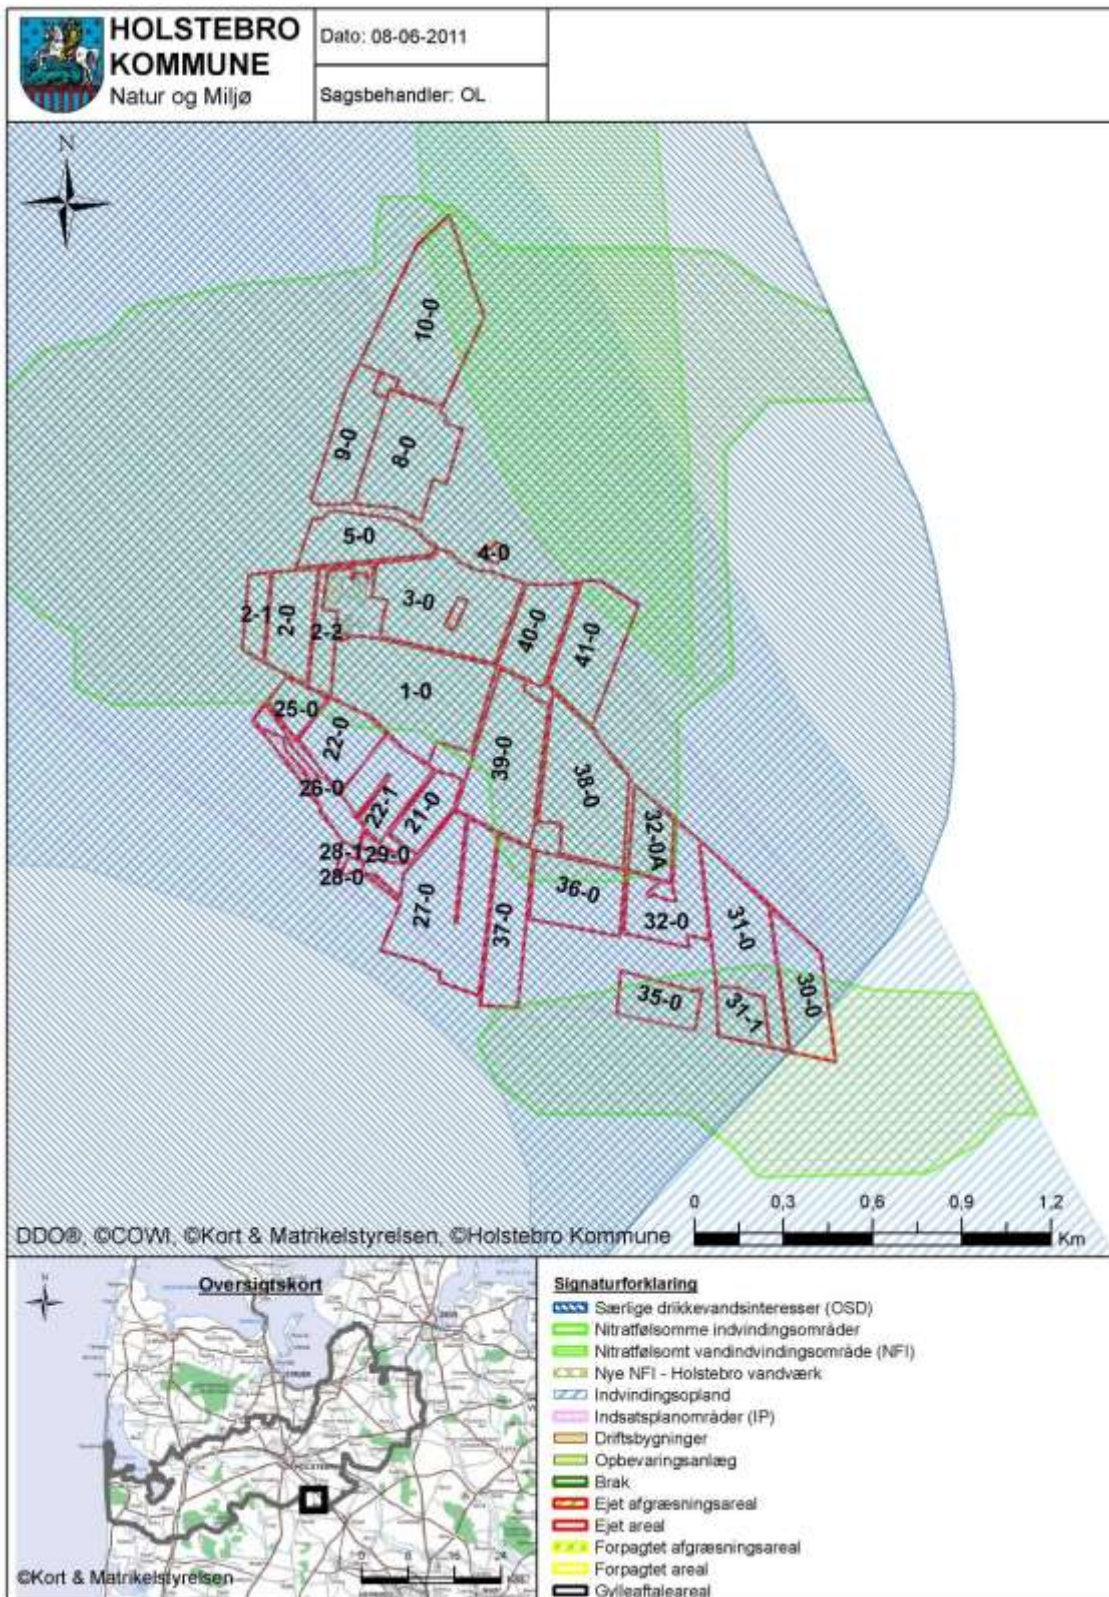 HOLSTEBRO
KOMMUNE
Natur og Miljø
Dato: 08-06-2011
Sagsbehandler: OL
N
10-0
9-0
8-0
5-0
4-0
3-0
2-1
2-0
2-2
40-0
41-0
1-0
25-0
22-0
39-0
38-0
26-0
22-1
21-0
32-0A
28-1
29-0
28-0
27-0
37-0
36-0
32-0
31-0
30-0
35-0
31-1
0 0,3 0,6 0,9 1,2
Km
DDO®, ©COWI, ©Kort & Matrikelstyrelsen, ©Holstebro Kommune
N
Oversigtskort
HOLSTEBRO
0 8 16 24
Km
©Kort & Matrikelstyrelsen
Signaturforklaring
Særlige drikkevandsinteresser (OSD)
Nitratfølsomme indvindingsområder
Nitratfølsomt vandindvindingsområde (NFI)
Nye NFI - Holstebro vandværk
Indvindingsopland
Indsatsplanområder (IP)
Driftsbygninger
Opbevaringsanlæg
Brak
Ejet afgræsningsareal
Ejet areal
Forpagtet afgræsningsareal
Forpagtet areal
Gylleaftaleareal